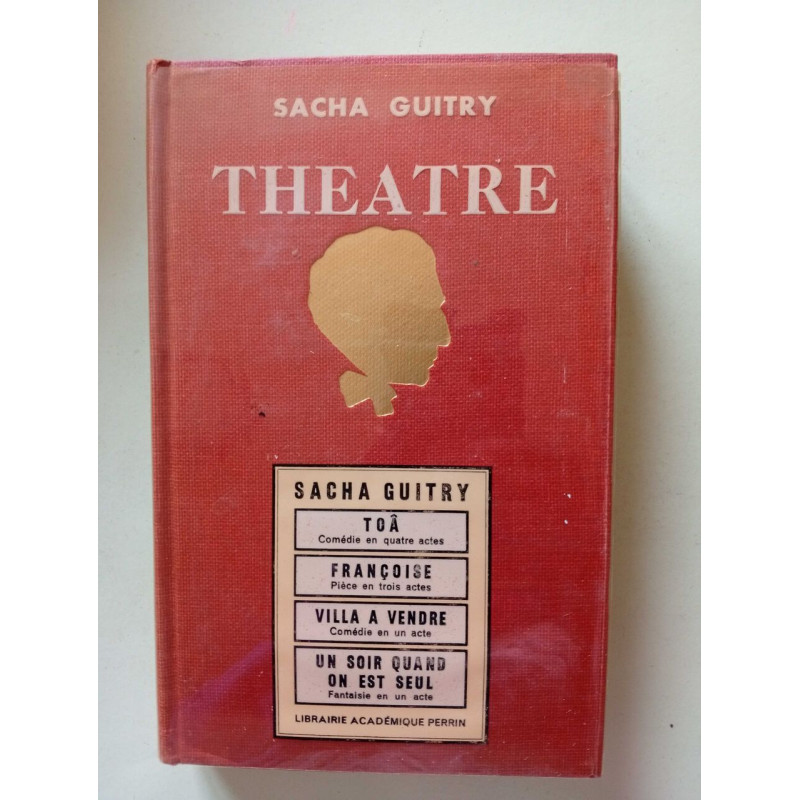 SACHA GUITRY
THEATRE
SACHA GUITRY
TOÂ
Comédie en quatre actes
FRANÇOISE
Pièce en trois actes
VILLA A VENDRE
Comédie en un acte
UN SOIR QUAND
ON EST SEUL
Fantaisie en un acte
LIBRAIRIE ACADÉMIQUE PERRIN